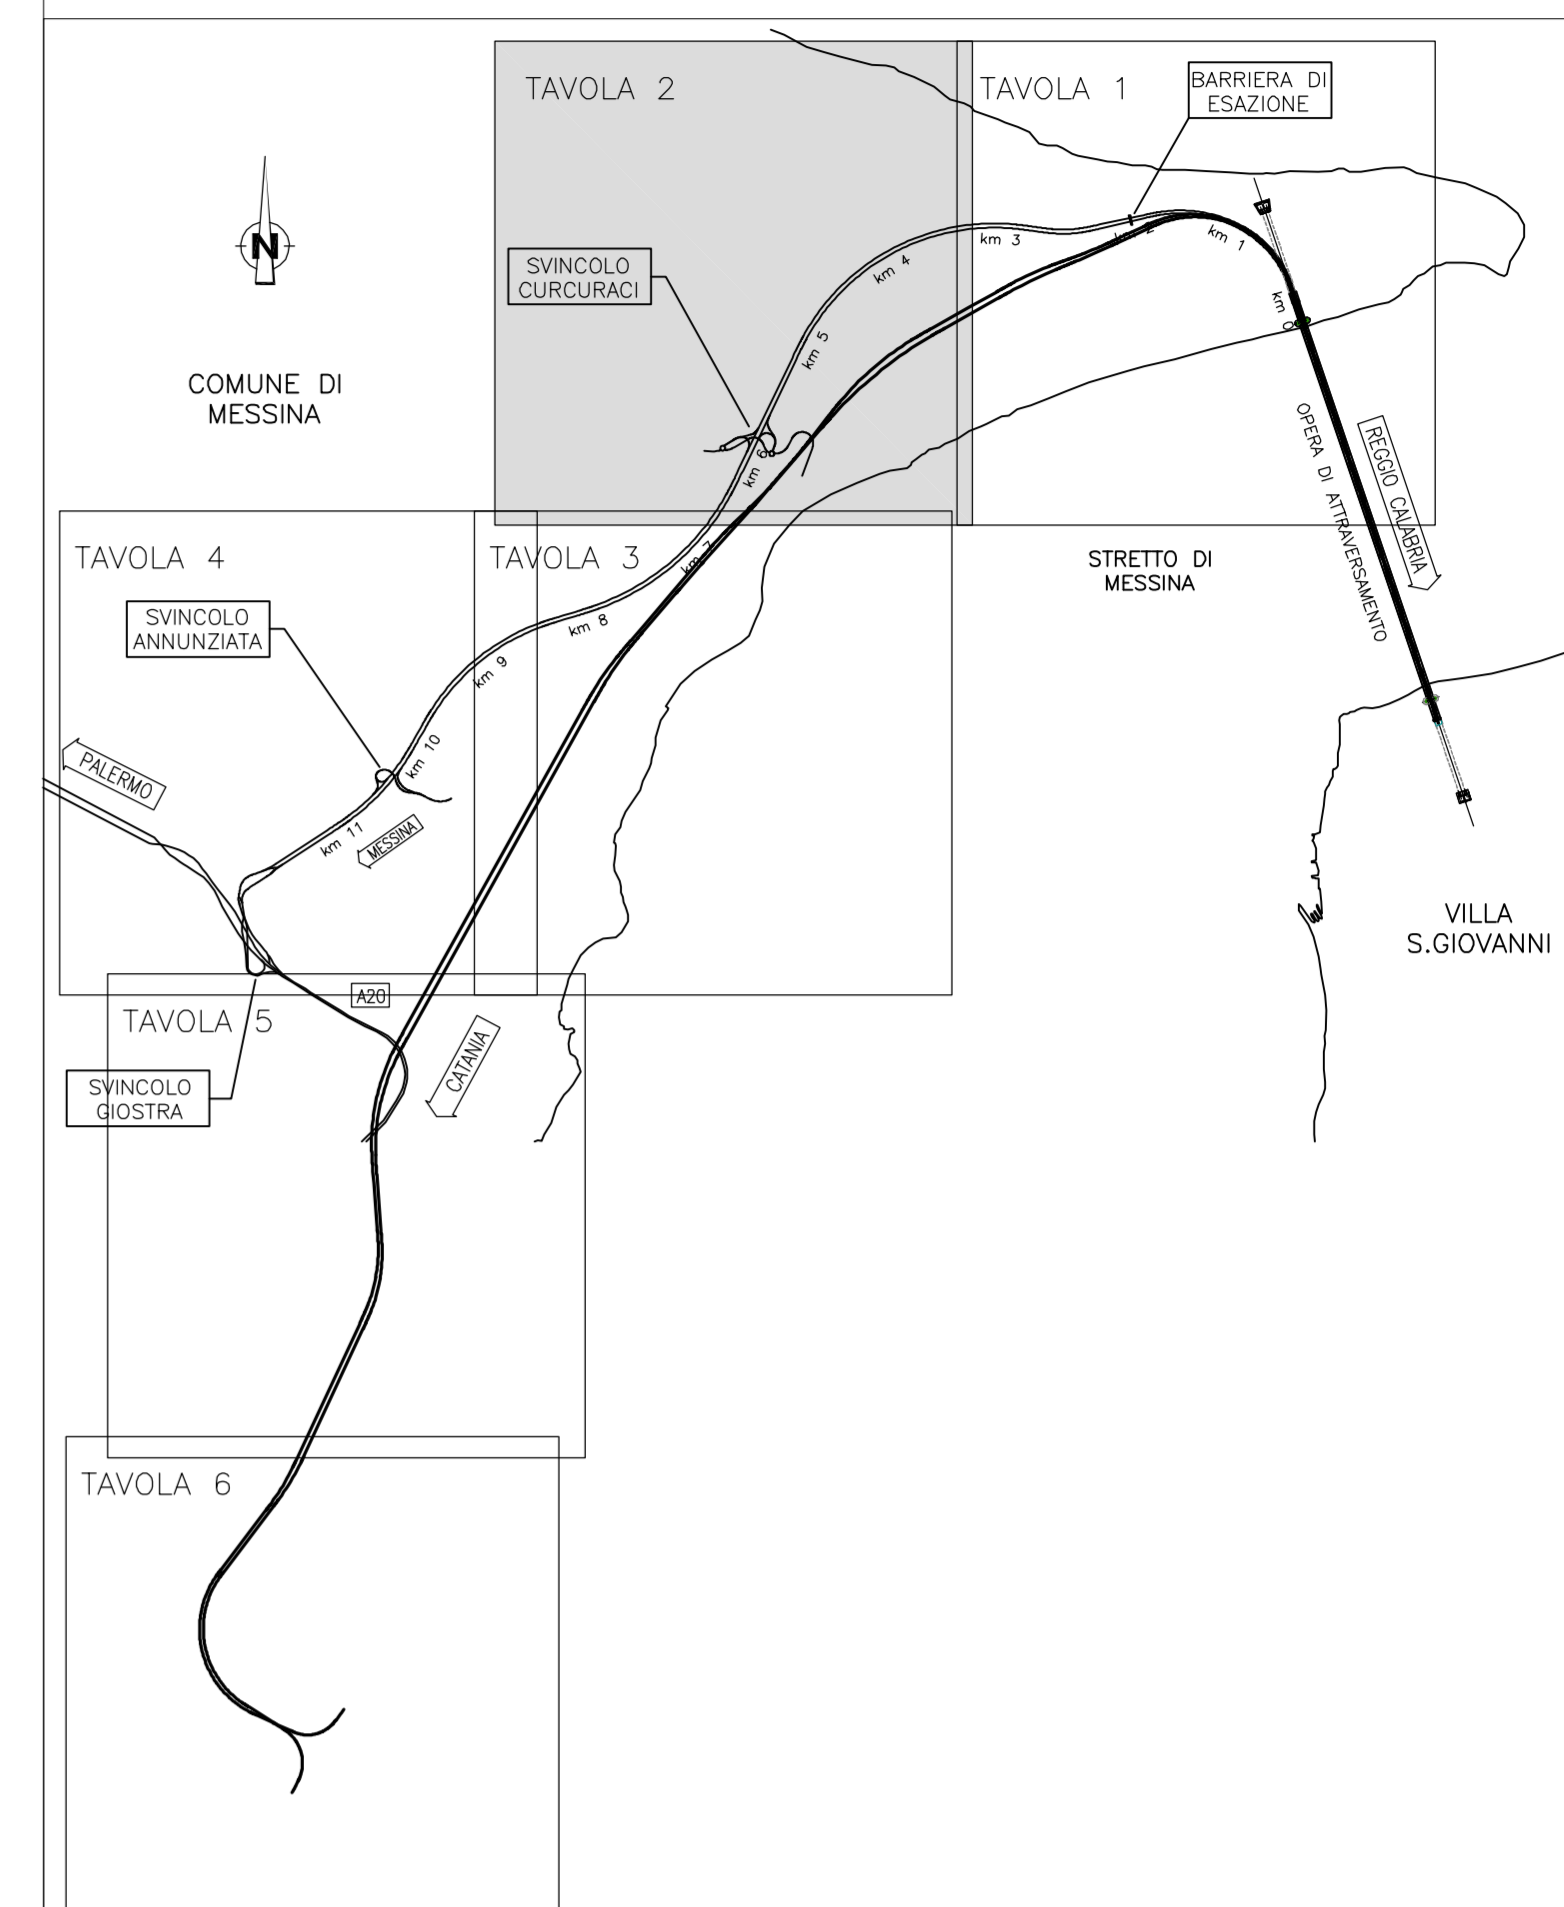 TAVOLA 2
TAVOLA 1
BARRIERA DI
ESAZIONE
N
SVINCOLO
CURCURACI
km 4
km 3
km 2
km 1
km 0
km 5
km 6
COMUNE DI
MESSINA
OPERA DI ATTRAVERSAMENTO
REGGIO CALABRIA
TAVOLA 4
TAVOLA 3
km 7
STRETTO DI
MESSINA
SVINCOLO
ANNUNZIATA
km 8
km 9
km 10
PALERMO
km 11
MESSINA
VILLA
S.GIOVANNI
A20
TAVOLA 5
CATANIA
SVINCOLO
GIOSTRA
TAVOLA 6